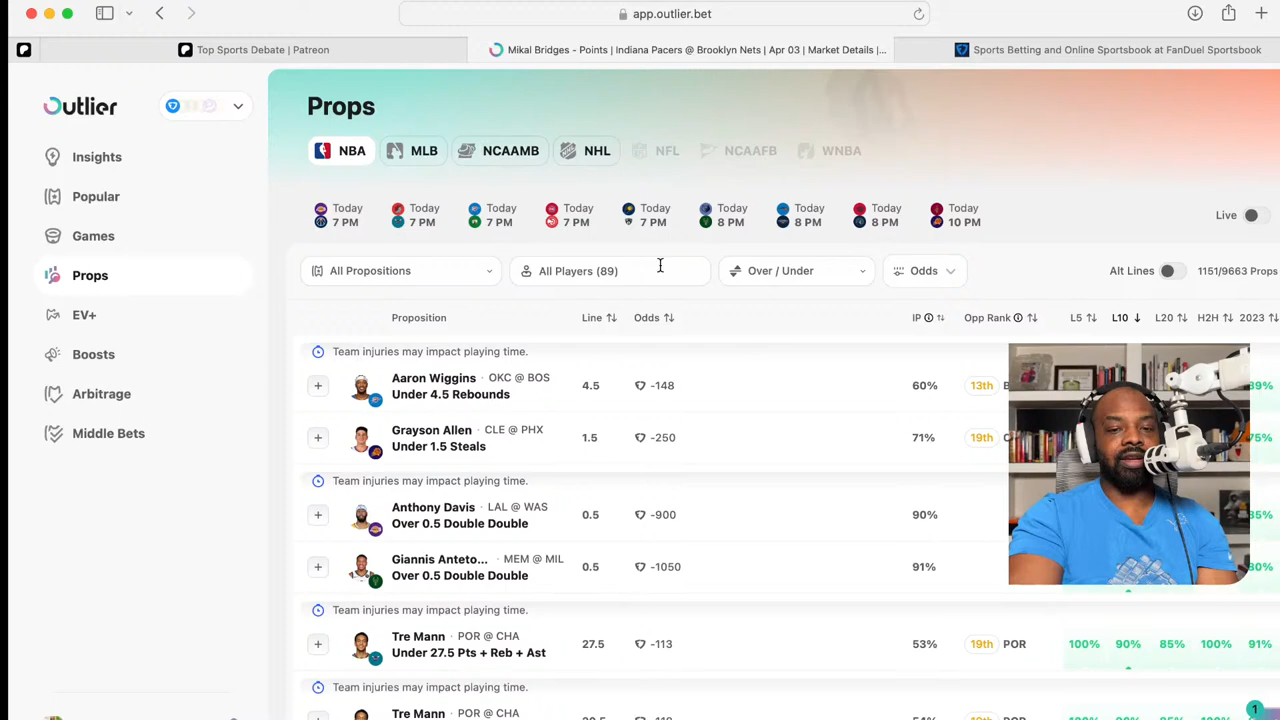 app.outlier.bet
Top Sports Debate | Patreon
Mikal Bridges - Points | Indiana Pacers @ Brooklyn Nets | Apr 03 | Market Details |...
Sports Betting and Online Sportsbook at FanDuel Sportsbook
Outlier
Insights
Popular
Games
Props
EV+
Boosts
Arbitrage
Middle Bets
Props
NBA MLB NCAAMB NHL NFL NCAAFB WNBA
Today Today Today Today Today Today Today Today Today
7 PM 7 PM 7 PM 7 PM 7 PM 8 PM 8 PM 8 PM 10 PM
Live
All Propositions All Players (89) Over / Under Odds Alt Lines 1151/9663 Props
Proposition Line Odds IP Opp Rank L5 L10 L20 H2H 2023
Team injuries may impact playing time.
Aaron Wiggins · OKC @ BOS
Under 4.5 Rebounds 4.5 -148 60% 13th
Grayson Allen · CLE @ PHX
Under 1.5 Steals 1.5 -250 71% 19th
Team injuries may impact playing time.
Anthony Davis · LAL @ WAS
Over 0.5 Double Double 0.5 -900 90%
Giannis Anteto... · MEM @ MIL
Over 0.5 Double Double 0.5 -1050 91%
Team injuries may impact playing time.
Tre Mann · POR @ CHA
Under 27.5 Pts + Reb + Ast 27.5 -113 53% 19th POR 100% 90% 85% 100% 91%
Team injuries may impact playing time.
Tre Mann · POR @ CHA
1